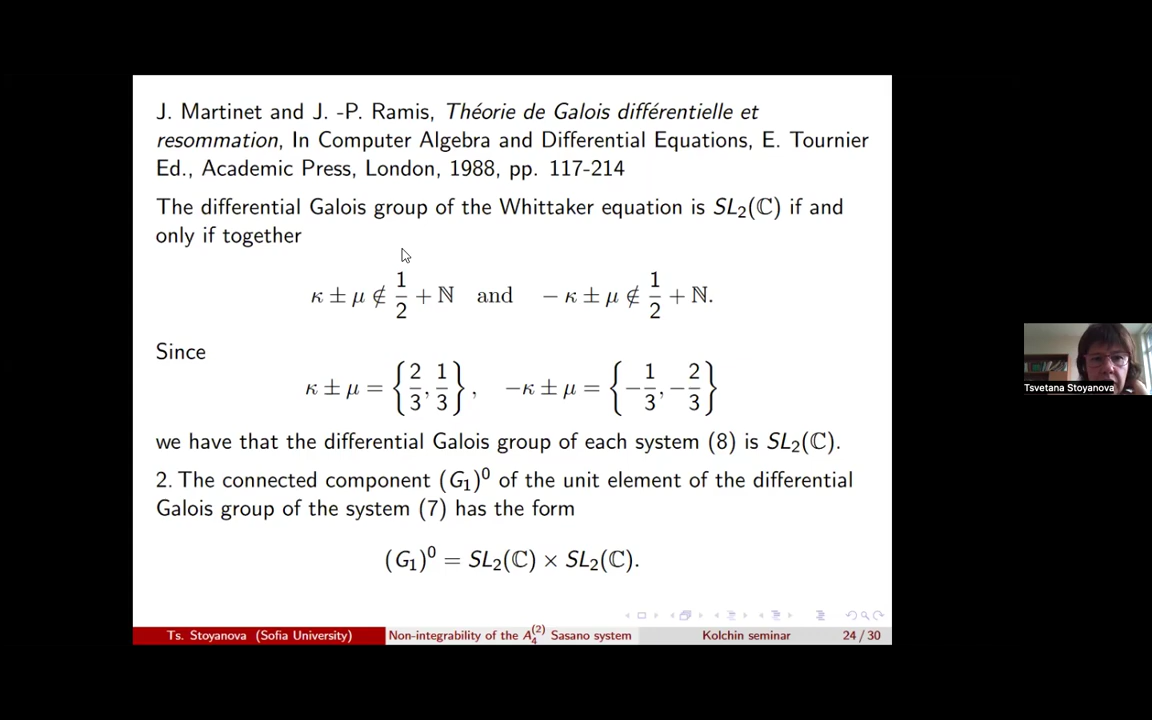 J. Martinet and J. -P. Ramis, Théorie de Galois différentielle et
resommation, In Computer Algebra and Differential Equations, E. Tournier
Ed., Academic Press, London, 1988, pp. 117-214
The differential Galois group of the Whittaker equation is SL₂(ℂ) if and
only if together
κ ± μ ∉ 1/2 + ℕ and − κ ± μ ∉ 1/2 + ℕ.
Since
κ ± μ = {2/3, 1/3}, −κ ± μ = {−1/3, −2/3}
we have that the differential Galois group of each system (8) is SL₂(ℂ).
2. The connected component (G₁)⁰ of the unit element of the differential
Galois group of the system (7) has the form
(G₁)⁰ = SL₂(ℂ) × SL₂(ℂ).
Ts. Stoyanova (Sofia University) Non-integrability of the A₄⁽²⁾ Sasano system Kolchin seminar 24 / 30
Tsvetana Stoyanova